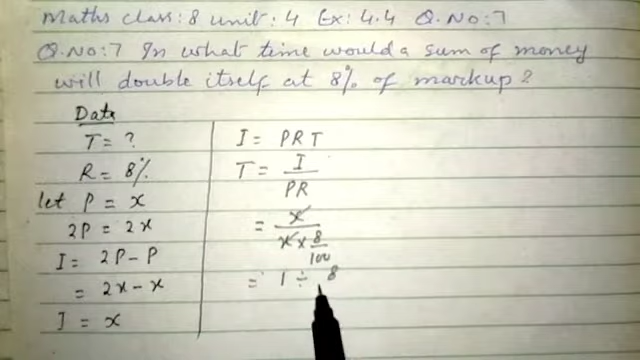 Maths class:8 unit:4 Ex:4.4 Q.No:7
Q.No:7 In what time would a sum of money
will double itself at 8% of markup?
Data
T = ?
R = 8%
let P = x
2P = 2x
I = 2P - P
= 2x - x
I = x
I = PRT
T = I / PR
= x / x × 8/100
= 1 ÷ 8